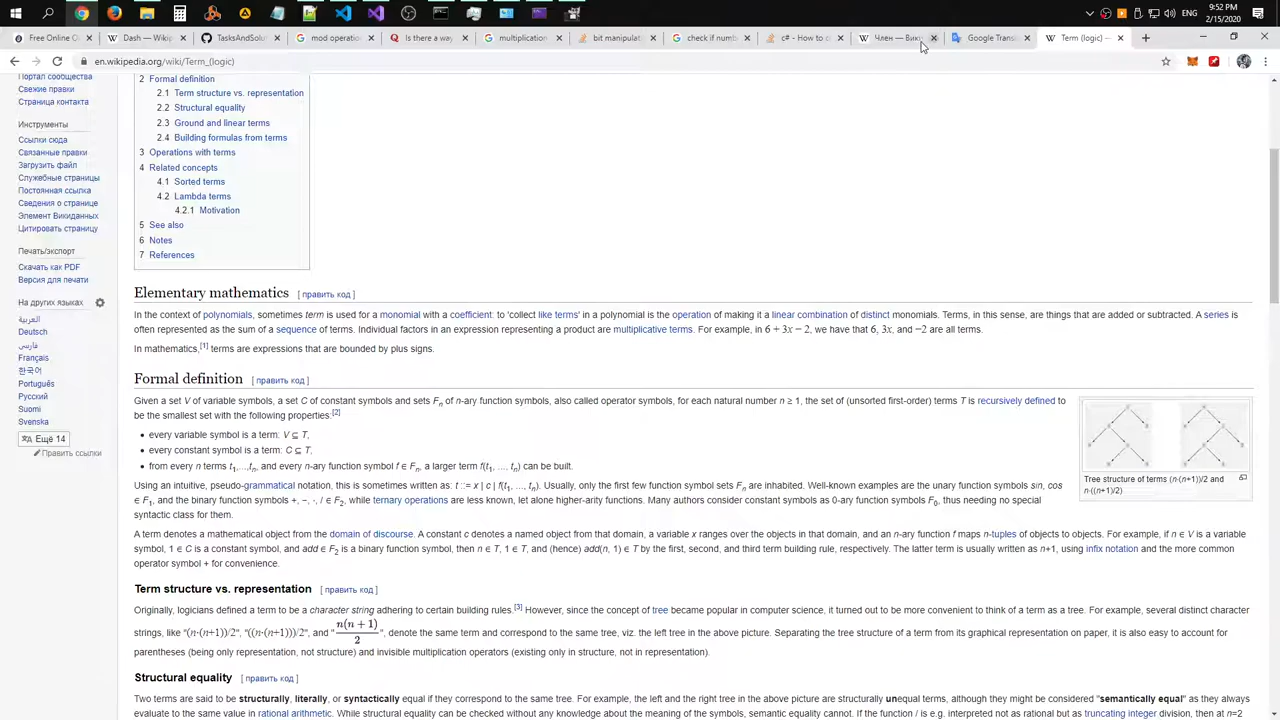 9:52 PM
ENG
2/15/2020
Free Online O
Dash — Wikip
TasksAndSolut
mod operation
Is there a way
multiplication
bit manipulati
check if numb
c# - How to c
Член — Вики
Google Transl
Term (logic) —
en.wikipedia.org/wiki/Term_(logic)
Портал сообщества
Свежие правки
Страница контакта
Инструменты
Ссылки сюда
Связанные правки
Загрузить файл
Служебные страницы
Постоянная ссылка
Сведения о странице
Элемент Викиданных
Цитировать страницу
Печать/экспорт
Скачать как PDF
Версия для печати
На других языках
العربية
Deutsch
فارسی
Français
한국어
Português
Русский
Suomi
Svenska
Ещё 14
Править ссылки
2 Formal definition
2.1 Term structure vs. representation
2.2 Structural equality
2.3 Ground and linear terms
2.4 Building formulas from terms
3 Operations with terms
4 Related concepts
4.1 Sorted terms
4.2 Lambda terms
4.2.1 Motivation
5 See also
6 Notes
7 References
Elementary mathematics [ править код ]
In the context of polynomials, sometimes term is used for a monomial with a coefficient: to 'collect like terms' in a polynomial is the operation of making it a linear combination of distinct monomials. Terms, in this sense, are things that are added or subtracted. A series is
often represented as the sum of a sequence of terms. Individual factors in an expression representing a product are multiplicative terms. For example, in 6 + 3x − 2, we have that 6, 3x, and −2 are all terms.
In mathematics,[1] terms are expressions that are bounded by plus signs.
Formal definition [ править код ]
Given a set V of variable symbols, a set C of constant symbols and sets Fn of n-ary function symbols, also called operator symbols, for each natural number n ≥ 1, the set of (unsorted first-order) terms T is recursively defined to
be the smallest set with the following properties:[2]
• every variable symbol is a term: V ⊆ T,
• every constant symbol is a term: C ⊆ T,
• from every n terms t1,...,tn, and every n-ary function symbol f ∈ Fn, a larger term f(t1, ..., tn) can be built.
Using an intuitive, pseudo-grammatical notation, this is sometimes written as: t ::= x | c | f(t1, ..., tn). Usually, only the first few function symbol sets Fn are inhabited. Well-known examples are the unary function symbols sin, cos
∈ F1, and the binary function symbols +, −, ·, / ∈ F2, while ternary operations are less known, let alone higher-arity functions. Many authors consider constant symbols as 0-ary function symbols F0, thus needing no special
syntactic class for them.
Tree structure of terms (n·(n+1))/2 and
n·((n+1)/2)
A term denotes a mathematical object from the domain of discourse. A constant c denotes a named object from that domain, a variable x ranges over the objects in that domain, and an n-ary function f maps n-tuples of objects to objects. For example, if n ∈ V is a variable
symbol, 1 ∈ C is a constant symbol, and add ∈ F2 is a binary function symbol, then n ∈ T, 1 ∈ T, and (hence) add(n, 1) ∈ T by the first, second, and third term building rule, respectively. The latter term is usually written as n+1, using infix notation and the more common
operator symbol + for convenience.
Term structure vs. representation [ править код ]
Originally, logicians defined a term to be a character string adhering to certain building rules.[3] However, since the concept of tree became popular in computer science, it turned out to be more convenient to think of a term as a tree. For example, several distinct character
strings, like "(n·(n+1))/2", "((n·(n+1)))/2", and "n(n + 1)/2", denote the same term and correspond to the same tree, viz. the left tree in the above picture. Separating the tree structure of a term from its graphical representation on paper, it is also easy to account for
parentheses (being only representation, not structure) and invisible multiplication operators (existing only in structure, not in representation).
Structural equality [ править код ]
Two terms are said to be structurally, literally, or syntactically equal if they correspond to the same tree. For example, the left and the right tree in the above picture are structurally unequal terms, although they might be considered "semantically equal" as they always
evaluate to the same value in rational arithmetic. While structural equality can be checked without any knowledge about the meaning of the symbols, semantic equality cannot. If the function / is e.g. interpreted not as rational but as truncating integer division, then at n=2